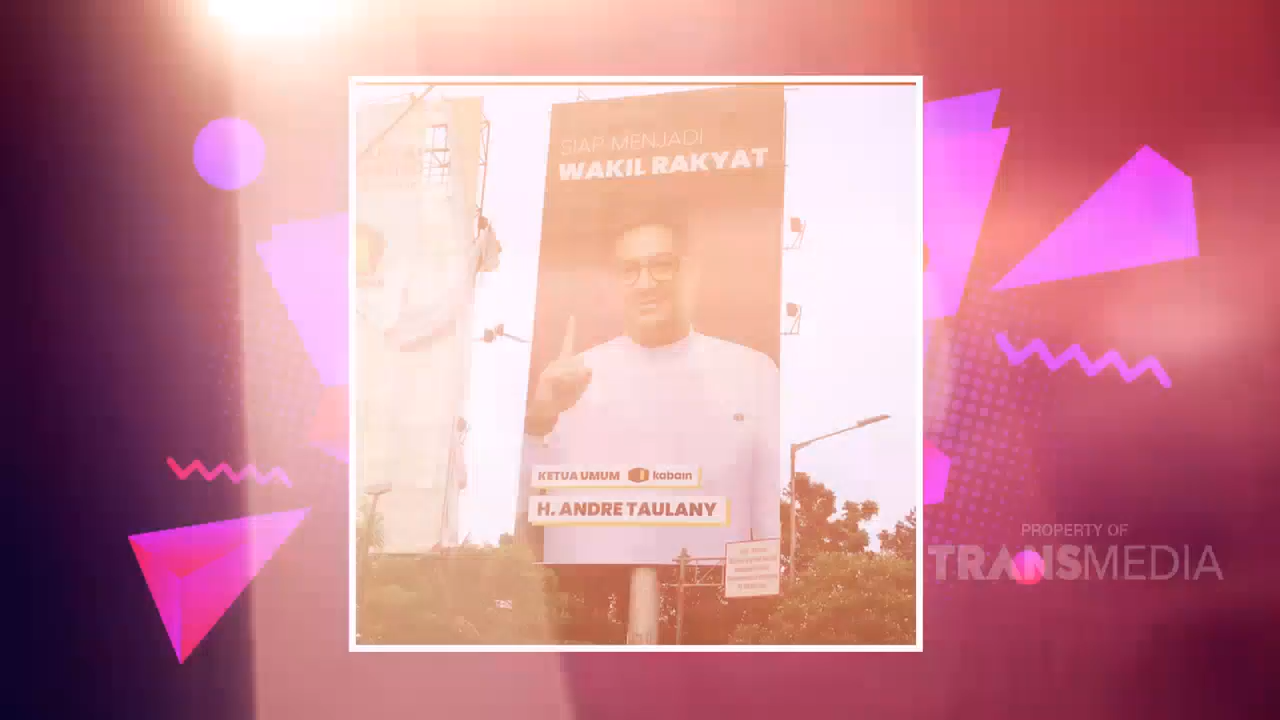 SIAP MENJADI
WAKIL RAKYAT
KETUA UMUM kabain
H. ANDRE TAULANY
PROPERTY OF
TRANSMEDIA